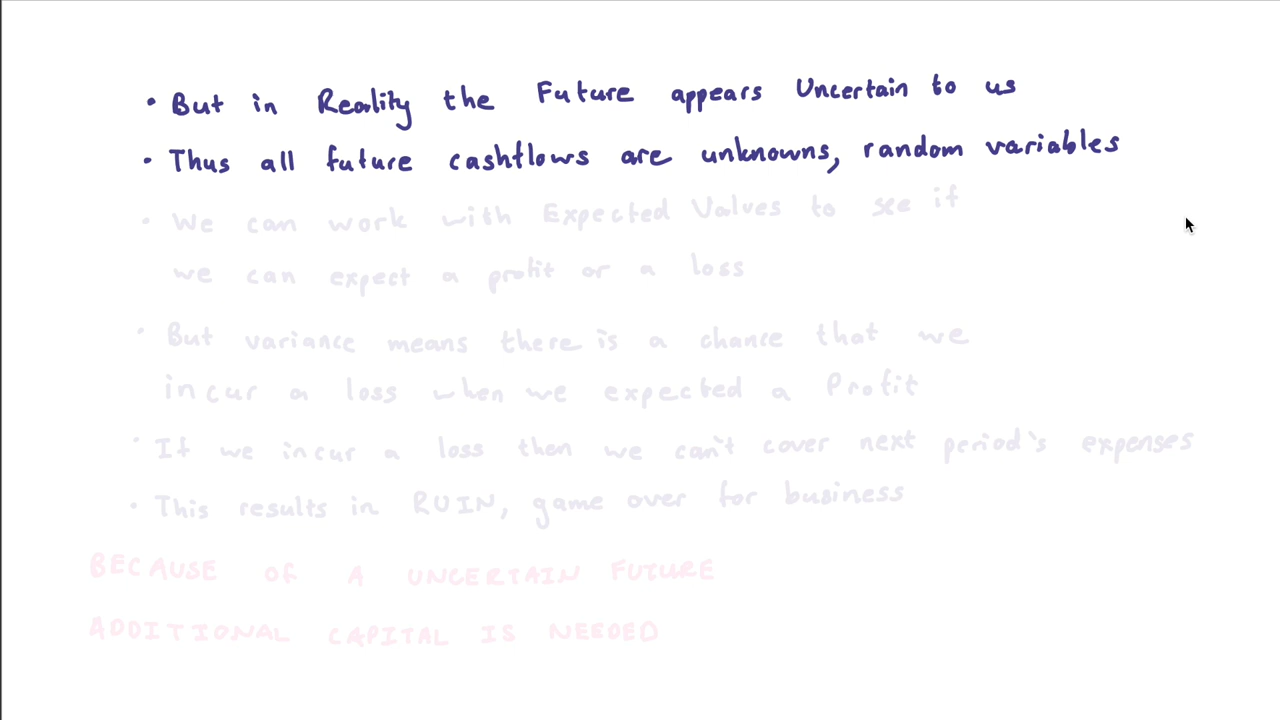 • But in Reality the Future appears Uncertain to us
• Thus all future cashflows are unknowns, random variables
• We can work with Expected Values to see if
we can expect a profit or a loss
• But variance means there is a chance that we
incur a loss when we expected a Profit
• If we incur a loss then we can't cover next period's expenses
• This results in RUIN, game over for business
BECAUSE OF A UNCERTAIN FUTURE
ADDITIONAL CAPITAL IS NEEDED